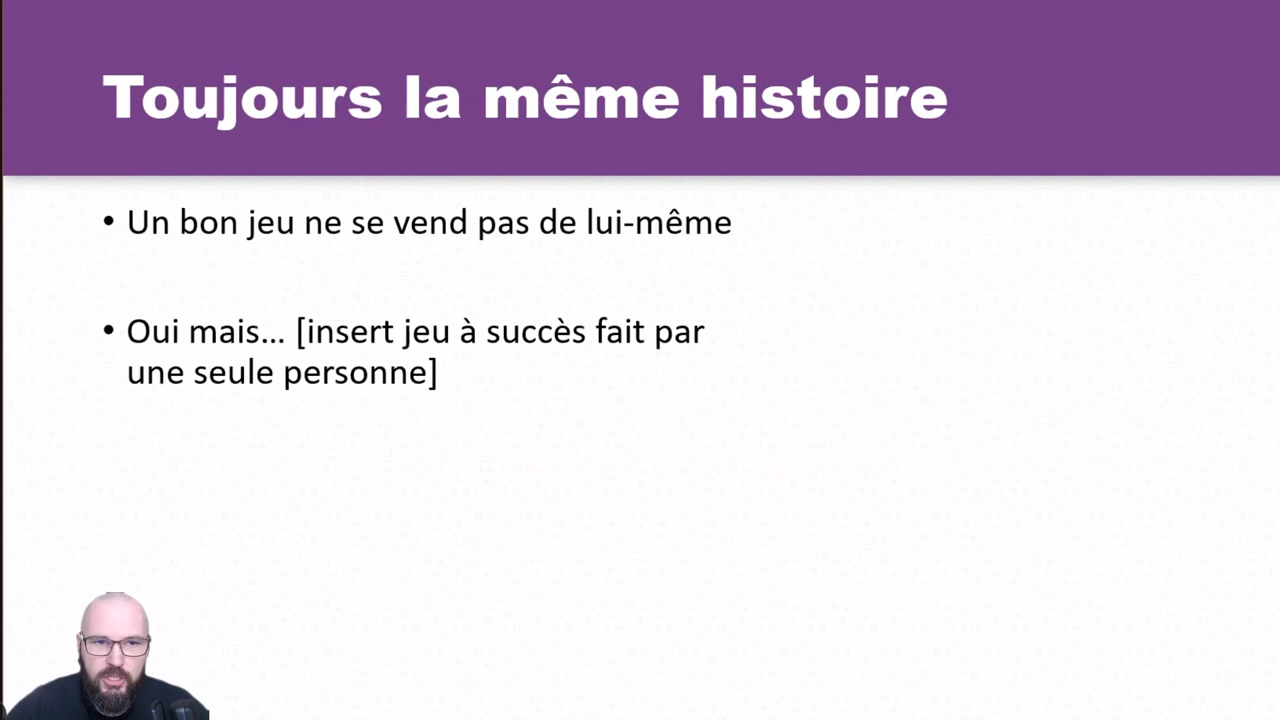 Toujours la même histoire
• Un bon jeu ne se vend pas de lui-même
• Oui mais... [insert jeu à succès fait par
une seule personne]